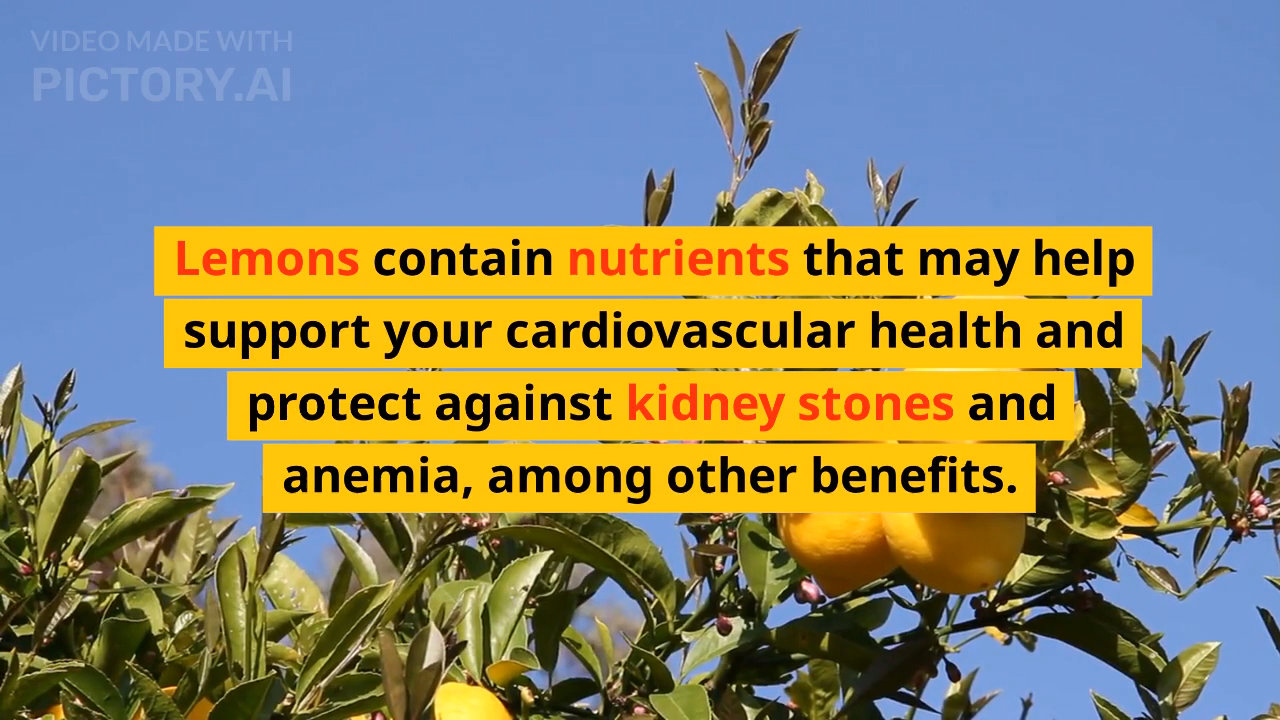 VIDEO MADE WITH
PICTORY.AI
Lemons contain nutrients that may help
support your cardiovascular health and
protect against kidney stones and
anemia, among other benefits.